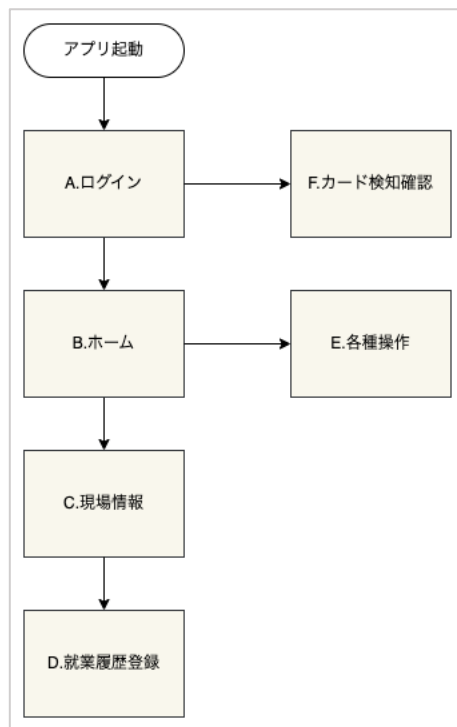 アプリ起動
A.ログイン
F.カード検知確認
B.ホーム
E.各種操作
C.現場情報
D.就業履歴登録